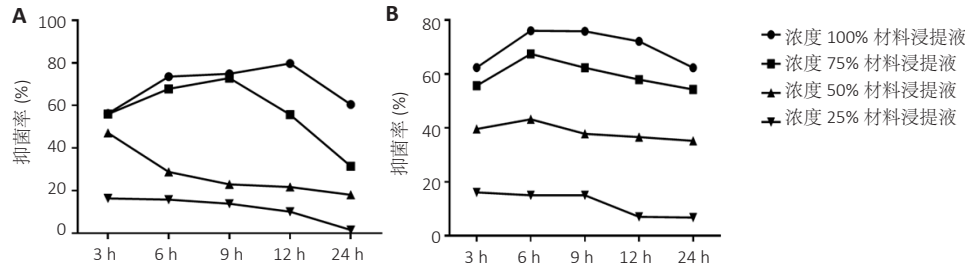 A
抑菌率 (%)
100
80
60
40
20
0
3 h 6 h 9 h 12 h 24 h
B
抑菌率 (%)
80
60
40
20
0
3 h 6 h 9 h 12 h 24 h
浓度 100% 材料浸提液
浓度 75% 材料浸提液
浓度 50% 材料浸提液
浓度 25% 材料浸提液